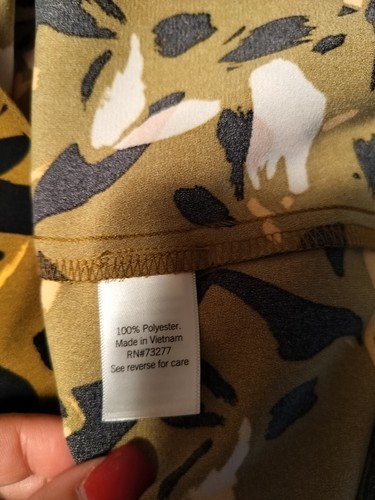 100% Polyester.
Made in Vietnam
RN#73277
See reverse for care